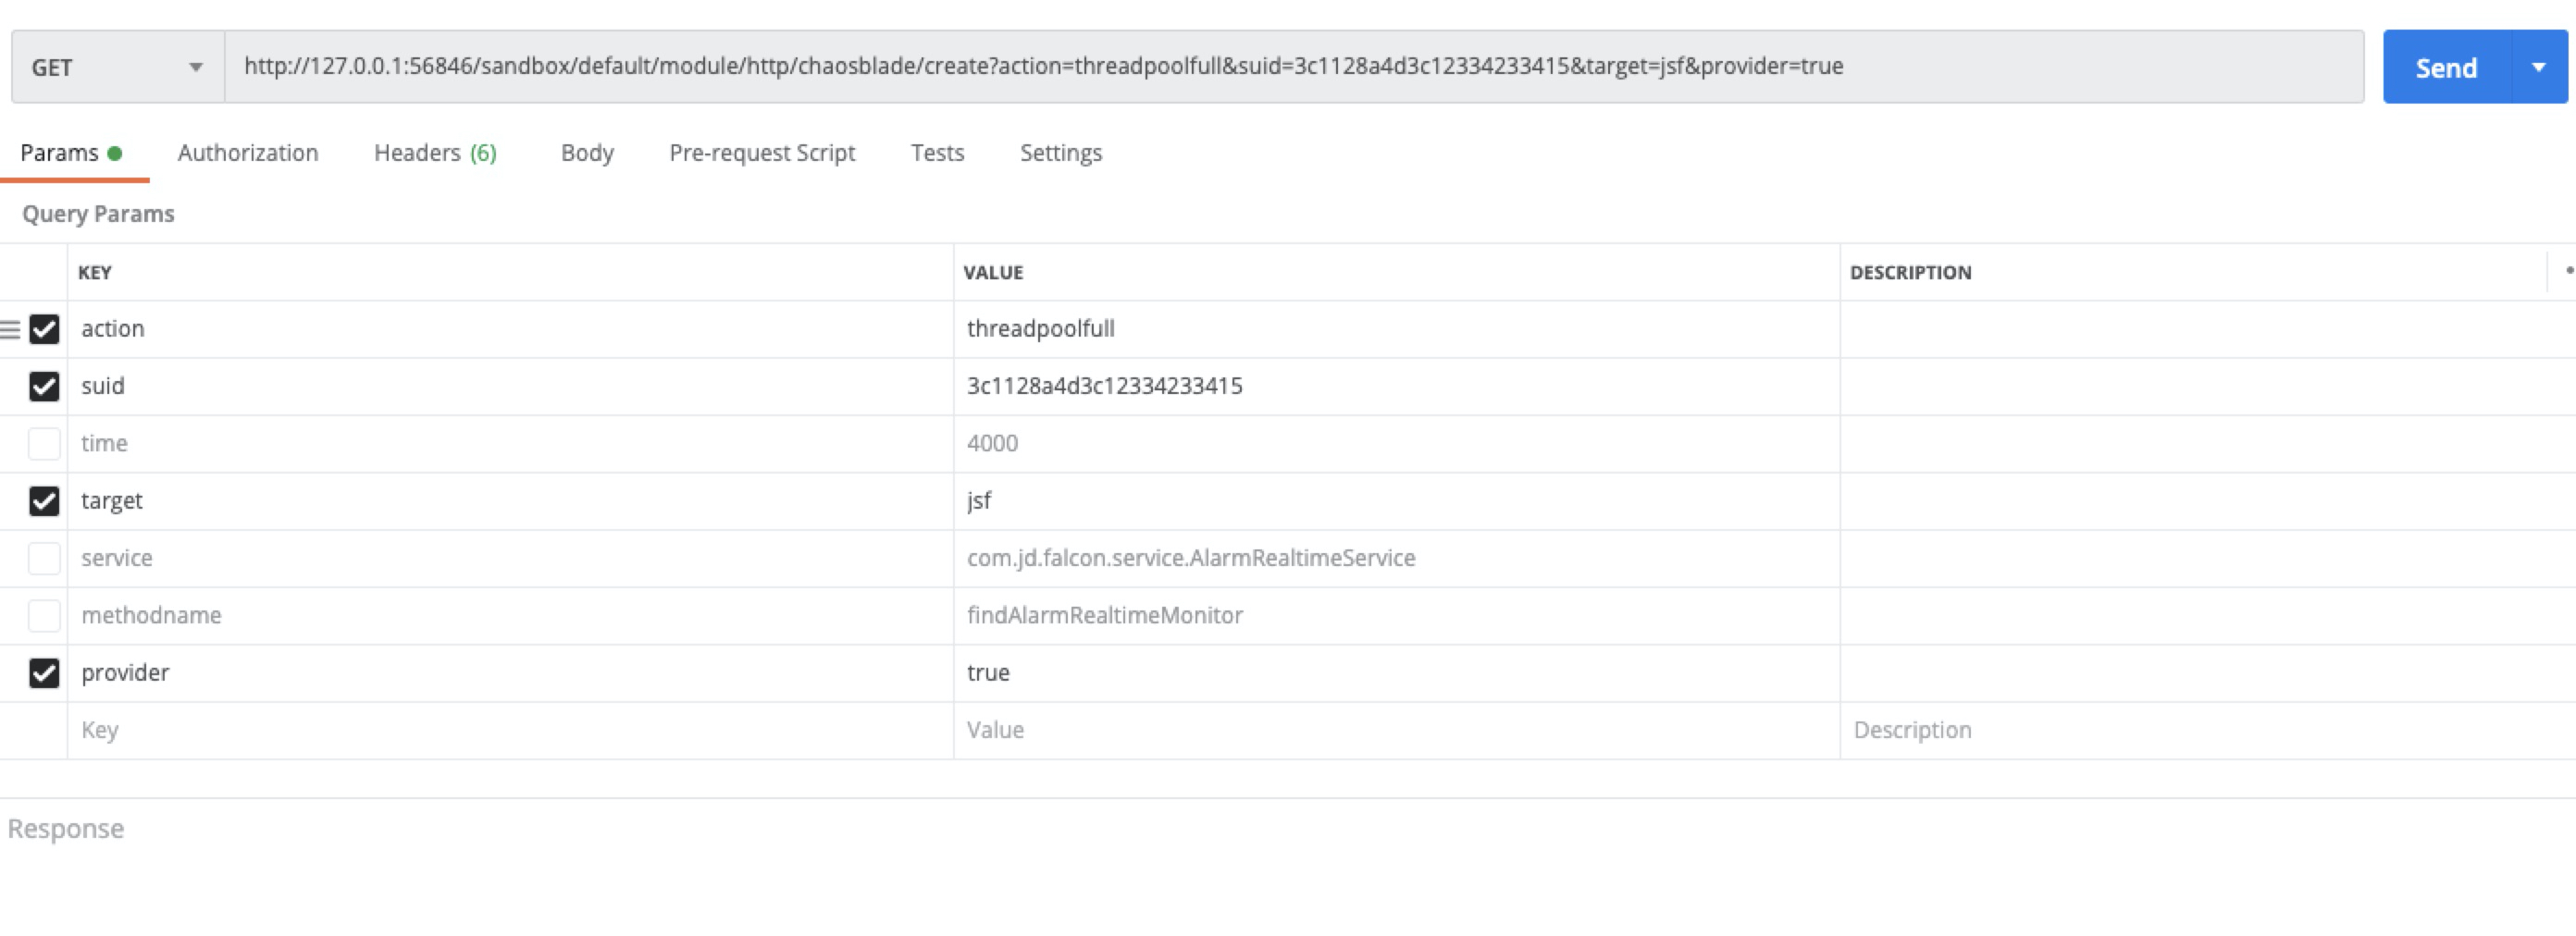 GET http://127.0.0.1:56846/sandbox/default/module/http/chaosblade/create?action=threadpoolfull&suid=3c1128a4d3c12334233415&target=jsf&provider=true Send
Params Authorization Headers (6) Body Pre-request Script Tests Settings
Query Params
KEY VALUE DESCRIPTION
action threadpoolfull
suid 3c1128a4d3c12334233415
time 4000
target jsf
service com.jd.falcon.service.AlarmRealtimeService
methodname findAlarmRealtimeMonitor
provider true
Key Value Description
Response